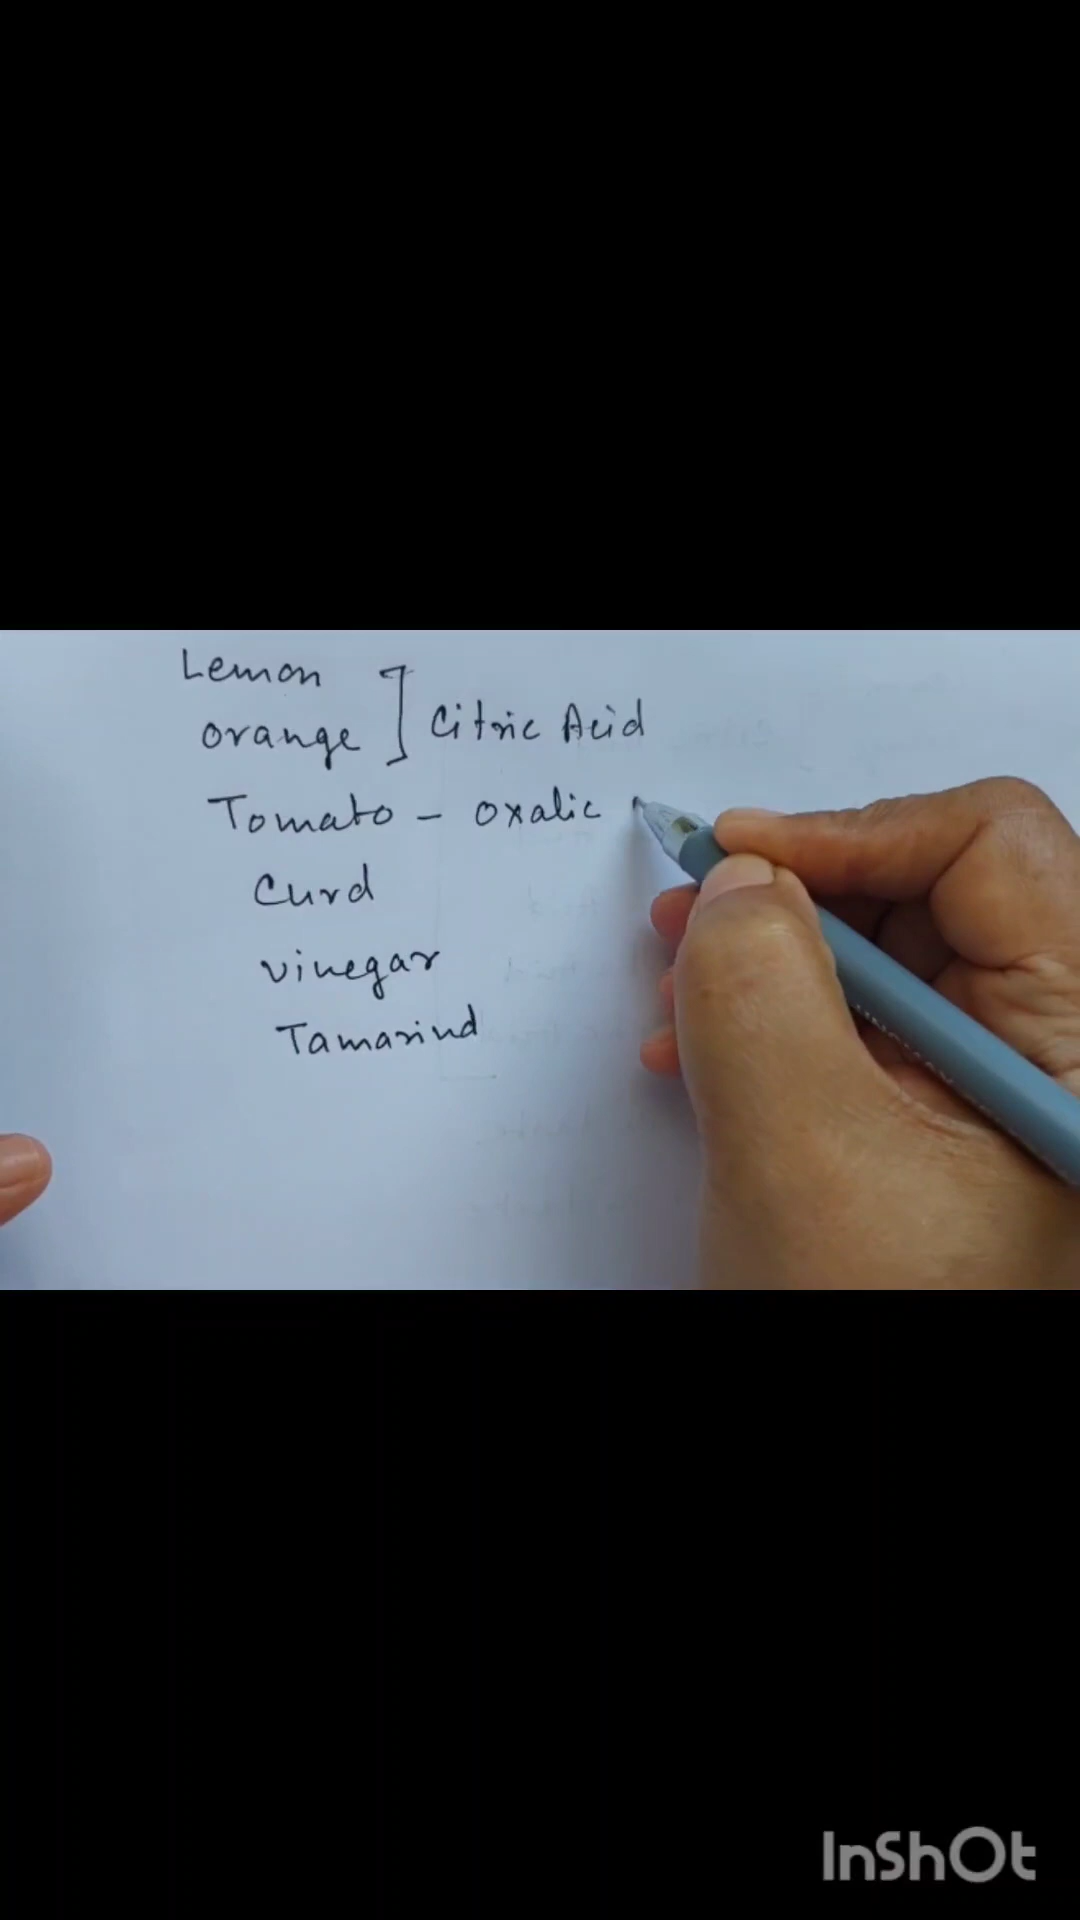 Lemon
orange ] Citric Acid
Tomato - oxalic
Curd
vinegar
Tamarind
InShOt